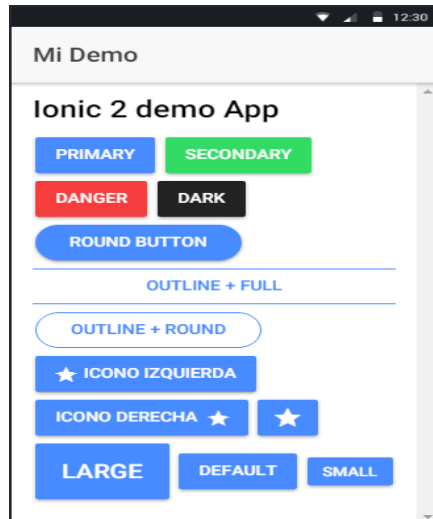 12:30
Mi Demo
Ionic 2 demo App
PRIMARY SECONDARY
DANGER DARK
ROUND BUTTON
OUTLINE + FULL
OUTLINE + ROUND
ICONO IZQUIERDA
ICONO DERECHA
LARGE DEFAULT SMALL